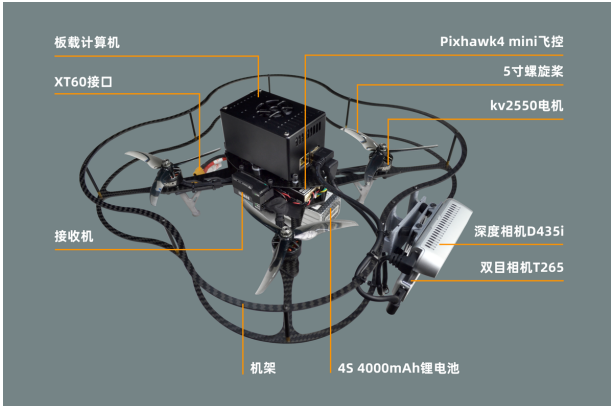 板载计算机
Pixhawk4 mini飞控
XT60接口
5寸螺旋桨
kv2550电机
接收机
深度相机D435i
双目相机T265
机架
4S 4000mAh锂电池